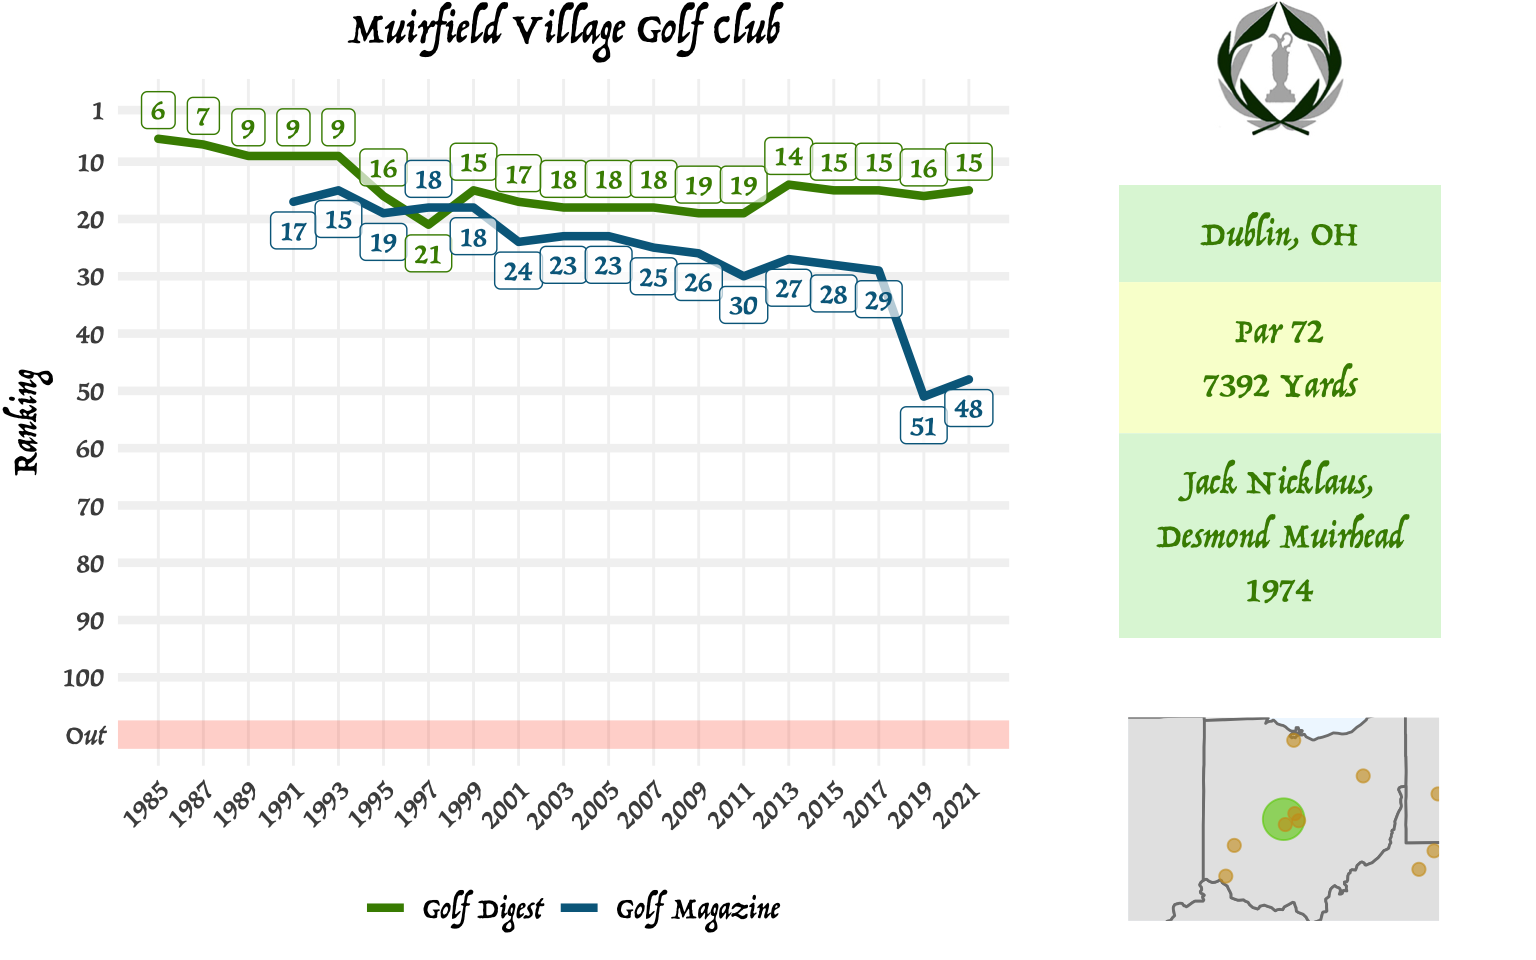 Muirfield Village Golf Club
Ranking
1
10
20
30
40
50
60
70
80
90
100
Out
6 7 9 9 9 16 21 15 17 18 18 18 19 19 14 15 15 16 15
17 15 19 18 18 24 23 23 25 26 30 27 28 29 51 48
1985 1987 1989 1991 1993 1995 1997 1999 2001 2003 2005 2007 2009 2011 2013 2015 2017 2019 2021
Golf Digest Golf Magazine
Dublin, OH
Par 72
7392 Yards
Jack Nicklaus,
Desmond Muirhead
1974